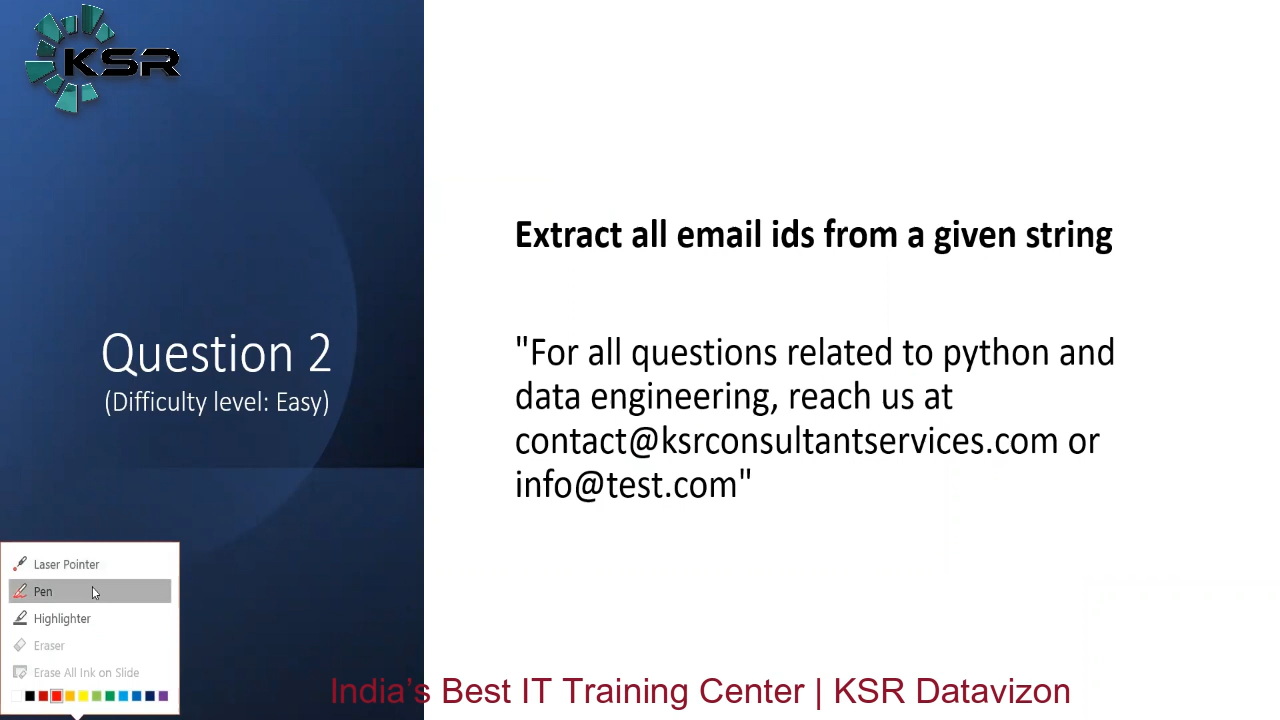 KSR
Extract all email ids from a given string
Question 2
(Difficulty level: Easy)
"For all questions related to python and
data engineering, reach us at
contact@ksrconsultantservices.com or
info@test.com"
Laser Pointer
Pen
Highlighter
Eraser
Erase All Ink on Slide
India's Best IT Training Center | KSR Datavizon